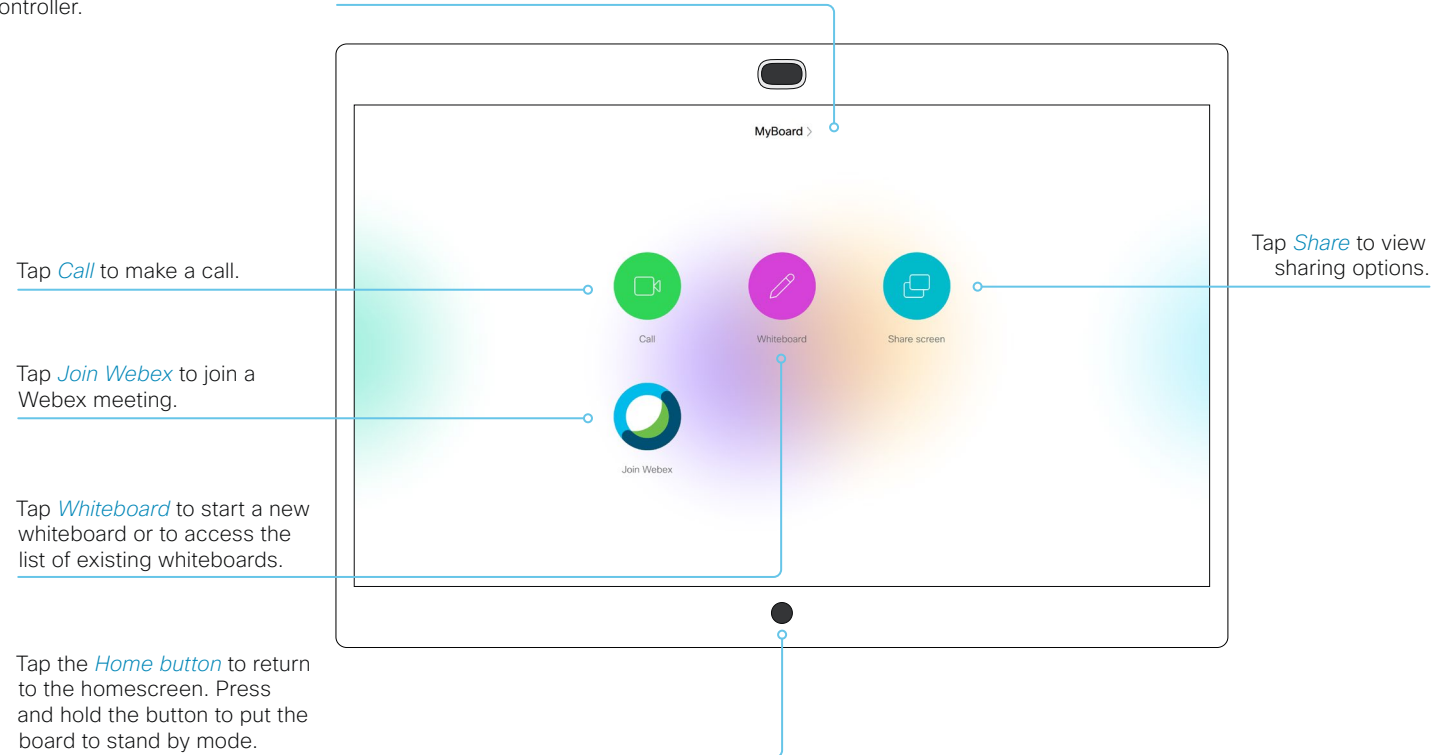 MyBoard >
Tap Share to view
sharing options.
Tap Call to make a call.
Call
Whiteboard
Share screen
Tap Join Webex to join a
Webex meeting.
Join Webex
Tap Whiteboard to start a new
whiteboard or to access the
list of existing whiteboards.
Tap the Home button to return
to the homescreen. Press
and hold the button to put the
board to stand by mode.